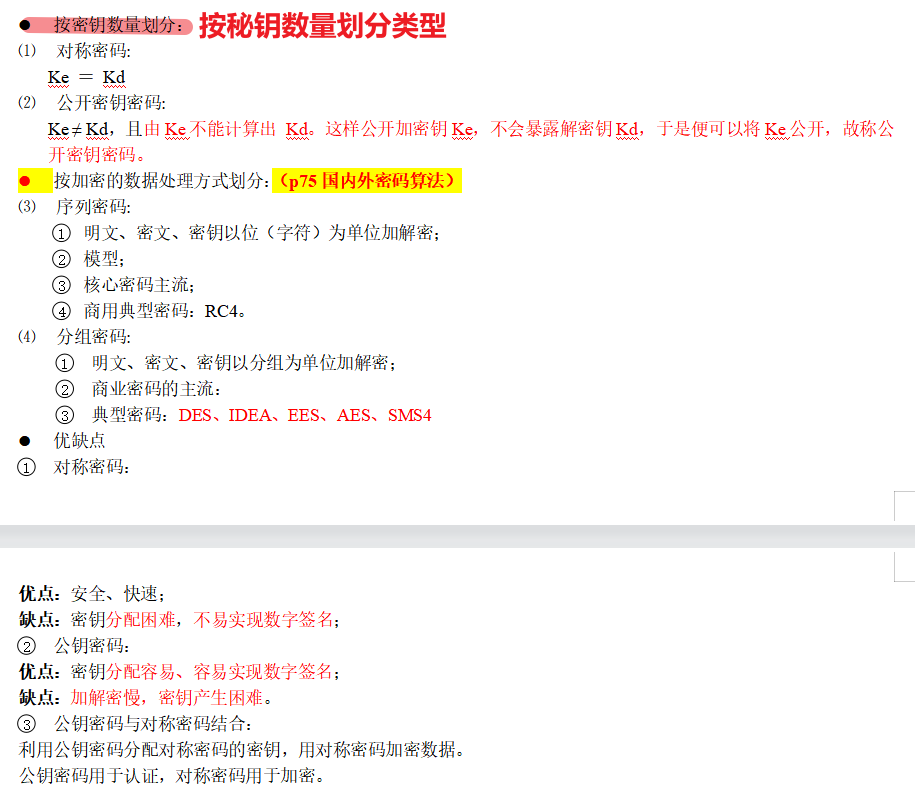 ● 按密钥数量划分： 按秘钥数量划分类型
⑴ 对称密码:
Ke ＝ Kd
⑵ 公开密钥密码:
Ke≠Kd，且由 Ke 不能计算出 Kd。这样公开加密钥 Ke，不会暴露解密钥 Kd，于是便可以将 Ke 公开，故称公
开密钥密码。
● 按加密的数据处理方式划分：（p75 国内外密码算法）
⑶ 序列密码:
① 明文、密文、密钥以位（字符）为单位加解密；
② 模型；
③ 核心密码主流；
④ 商用典型密码：RC4。
⑷ 分组密码:
① 明文、密文、密钥以分组为单位加解密；
② 商业密码的主流：
③ 典型密码：DES、IDEA、EES、AES、SMS4
● 优缺点
① 对称密码：
优点：安全、快速；
缺点：密钥分配困难，不易实现数字签名；
② 公钥密码：
优点：密钥分配容易、容易实现数字签名；
缺点：加解密慢，密钥产生困难。
③ 公钥密码与对称密码结合：
利用公钥密码分配对称密码的密钥，用对称密码加密数据。
公钥密码用于认证，对称密码用于加密。